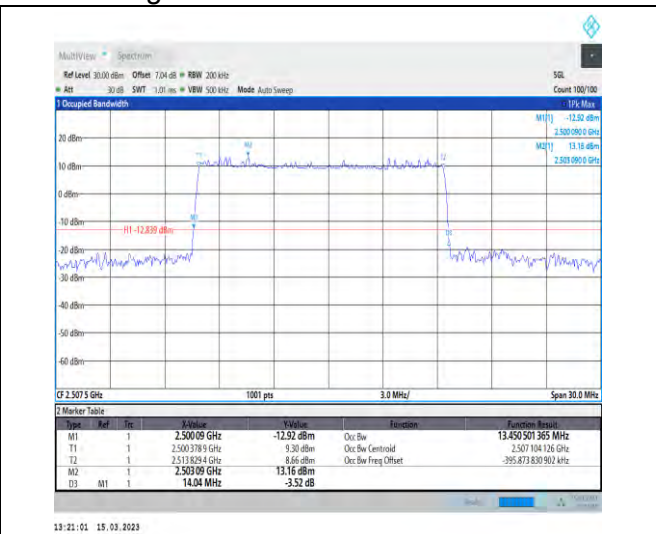 MultiView Spectrum
Ref Level 30.00 dBm Offset 7.04 dB RBW 200 kHz SGL
Att 30 dB SWT 1.01 ms VBW 500 kHz Mode Auto Sweep Count 100/100
1 Occupied Bandwidth 1Pk Max
M1[1] -12.92 dBm
2.500 090 0 GHz
20 dBm M2[1] 13.16 dBm
M2 2.503 090 0 GHz
T1 T2
10 dBm
0 dBm
-10 dBm M1
H1 -12.839 dBm
D3
-20 dBm
-30 dBm
-40 dBm
-50 dBm
-60 dBm
CF 2.507 5 GHz 1001 pts 3.0 MHz/ Span 30.0 MHz
2 Marker Table
Type Ref Trc X-Value Y-Value Function Function Result
M1 1 2.500 09 GHz -12.92 dBm Occ Bw 13.450 501 365 MHz
T1 1 2.500 378 9 GHz 9.30 dBm Occ Bw Centroid 2.507 104 126 GHz
T2 1 2.513 829 4 GHz 8.66 dBm Occ Bw Freq Offset -395.873 830 902 kHz
M2 1 2.503 09 GHz 13.16 dBm
D3 M1 1 14.04 MHz -3.52 dB
13:21:01 15.03.2023